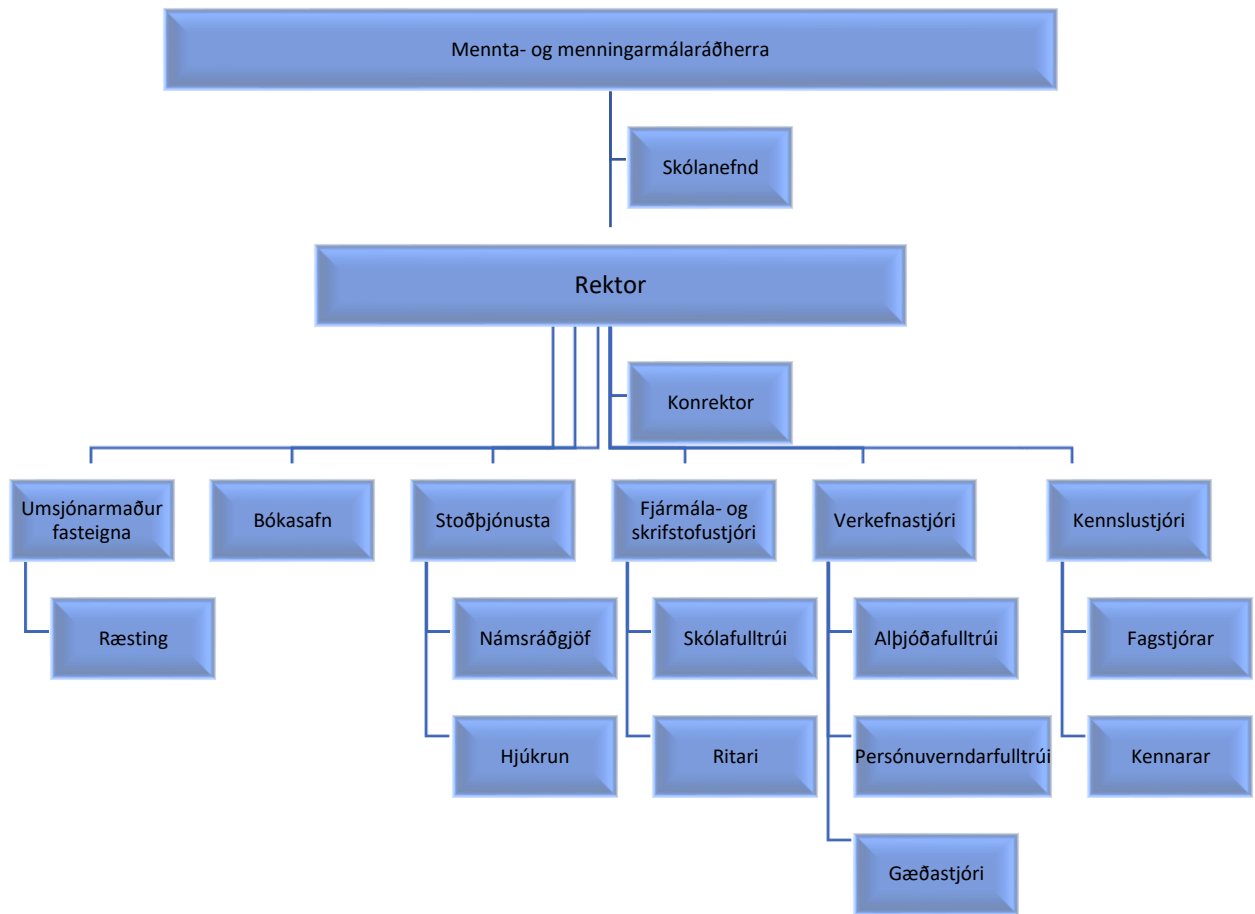 Mennta- og menningarmálaráðherra
Skólanefnd
Rektor
Konrektor
Umsjónarmaður
fasteigna
Bókasafn
Stoðþjónusta
Fjármála- og
skrifstofustjóri
Verkefnastjóri
Kennslustjóri
Ræsting
Námsráðgjöf
Skólafulltrúi
Alþjóðafulltrúi
Fagstjórar
Hjúkrun
Ritari
Persónuverndarfulltrúi
Kennarar
Gæðastjóri